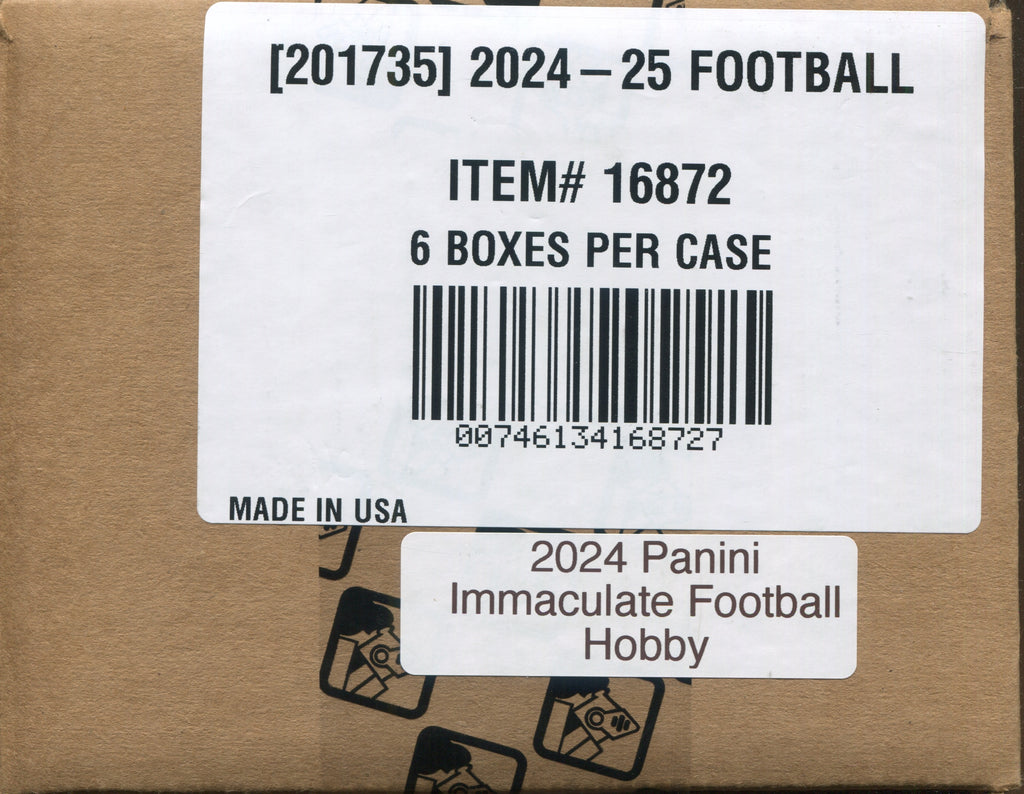 [201735] 2024 – 25 FOOTBALL
ITEM# 16872
6 BOXES PER CASE
00746134168727
MADE IN USA
2024 Panini
Immaculate Football
Hobby